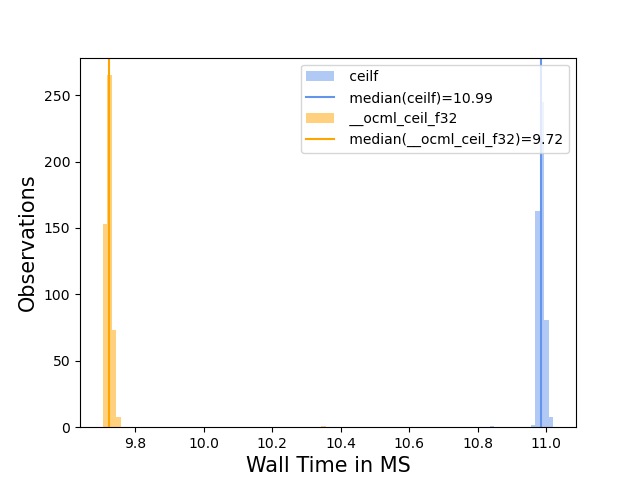 ceilf
median(ceilf)=10.99
__ocml_ceil_f32
median(__ocml_ceil_f32)=9.72
Observations
250
200
150
100
50
0
9.8 10.0 10.2 10.4 10.6 10.8 11.0
Wall Time in MS